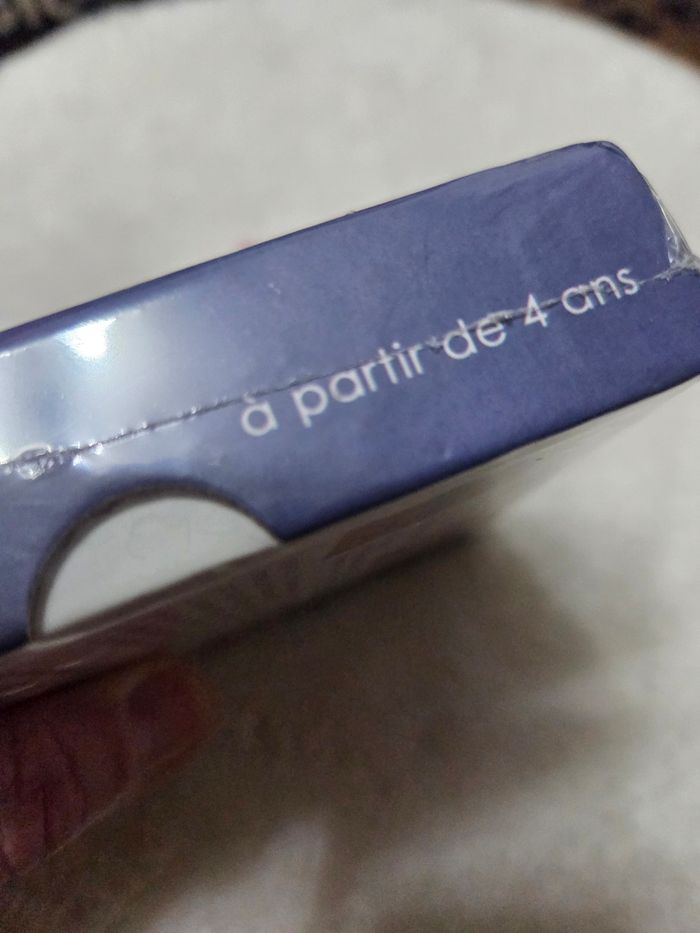 à partir de 4 ans